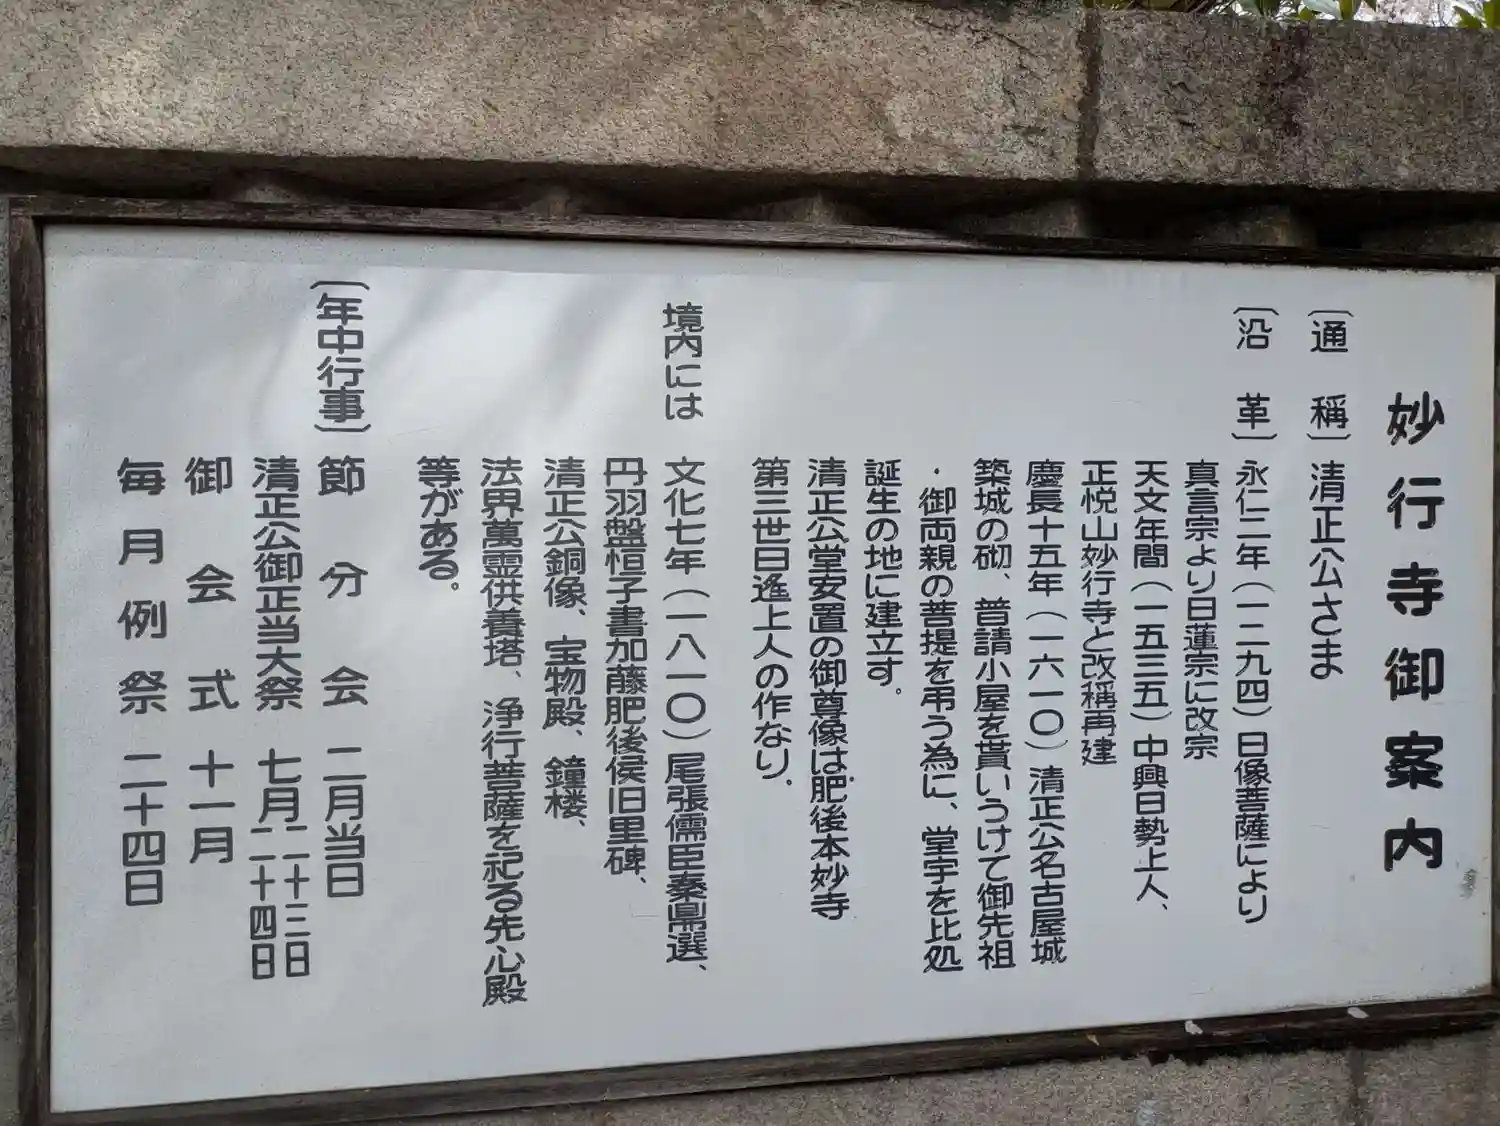 妙行寺御案内
〔通称〕清正公さま
〔沿革〕永仁二年(一二九四)日像菩薩により
真言宗より日蓮宗に改宗
天文年間(一五三五)中興日勢上人、
正悦山妙行寺と改稱再建
慶長十五年(一六一〇)清正公名古屋城
築城の砌、普請小屋を貰いうけて御先祖
・御両親の菩提を弔う為に、堂宇を比処
誕生の地に建立す。
清正公堂安置の御尊像は肥後本妙寺
第三世日遙上人の作なり.
境内には 文化七年(一八一〇)尾張儒臣秦鼎選、
丹羽盤恒子書加藤肥後侯旧里碑、
清正公銅像、宝物殿、鐘楼、
法界萬霊供養塔、浄行菩薩を祀る先心殿
等がある。
〔年中行事〕節分会 二月当日
清正公御正当大祭 七月二十三日二十四日
御会式 十一月
毎月例祭 二十四日